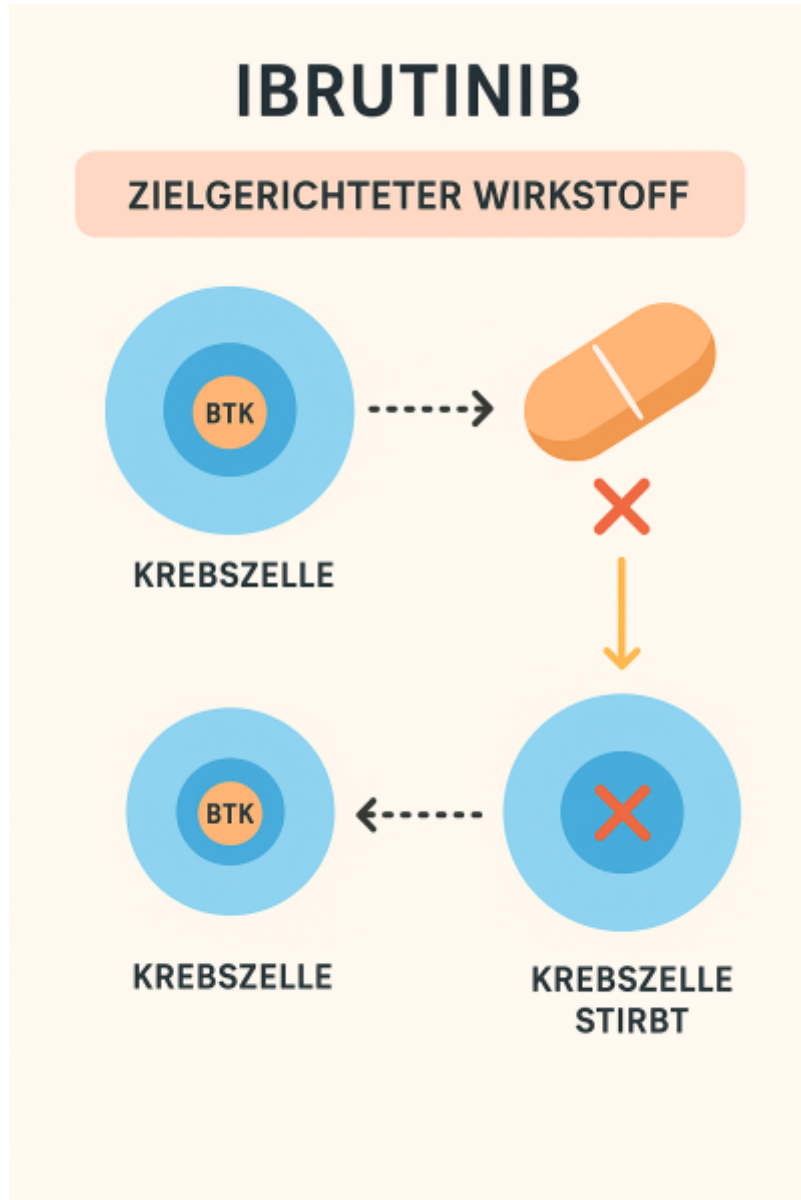 IBRUTINIB
ZIELGERICHTETER WIRKSTOFF
BTK
KREBSZELLE
BTK
KREBSZELLE
KREBSZELLE
STIRBT